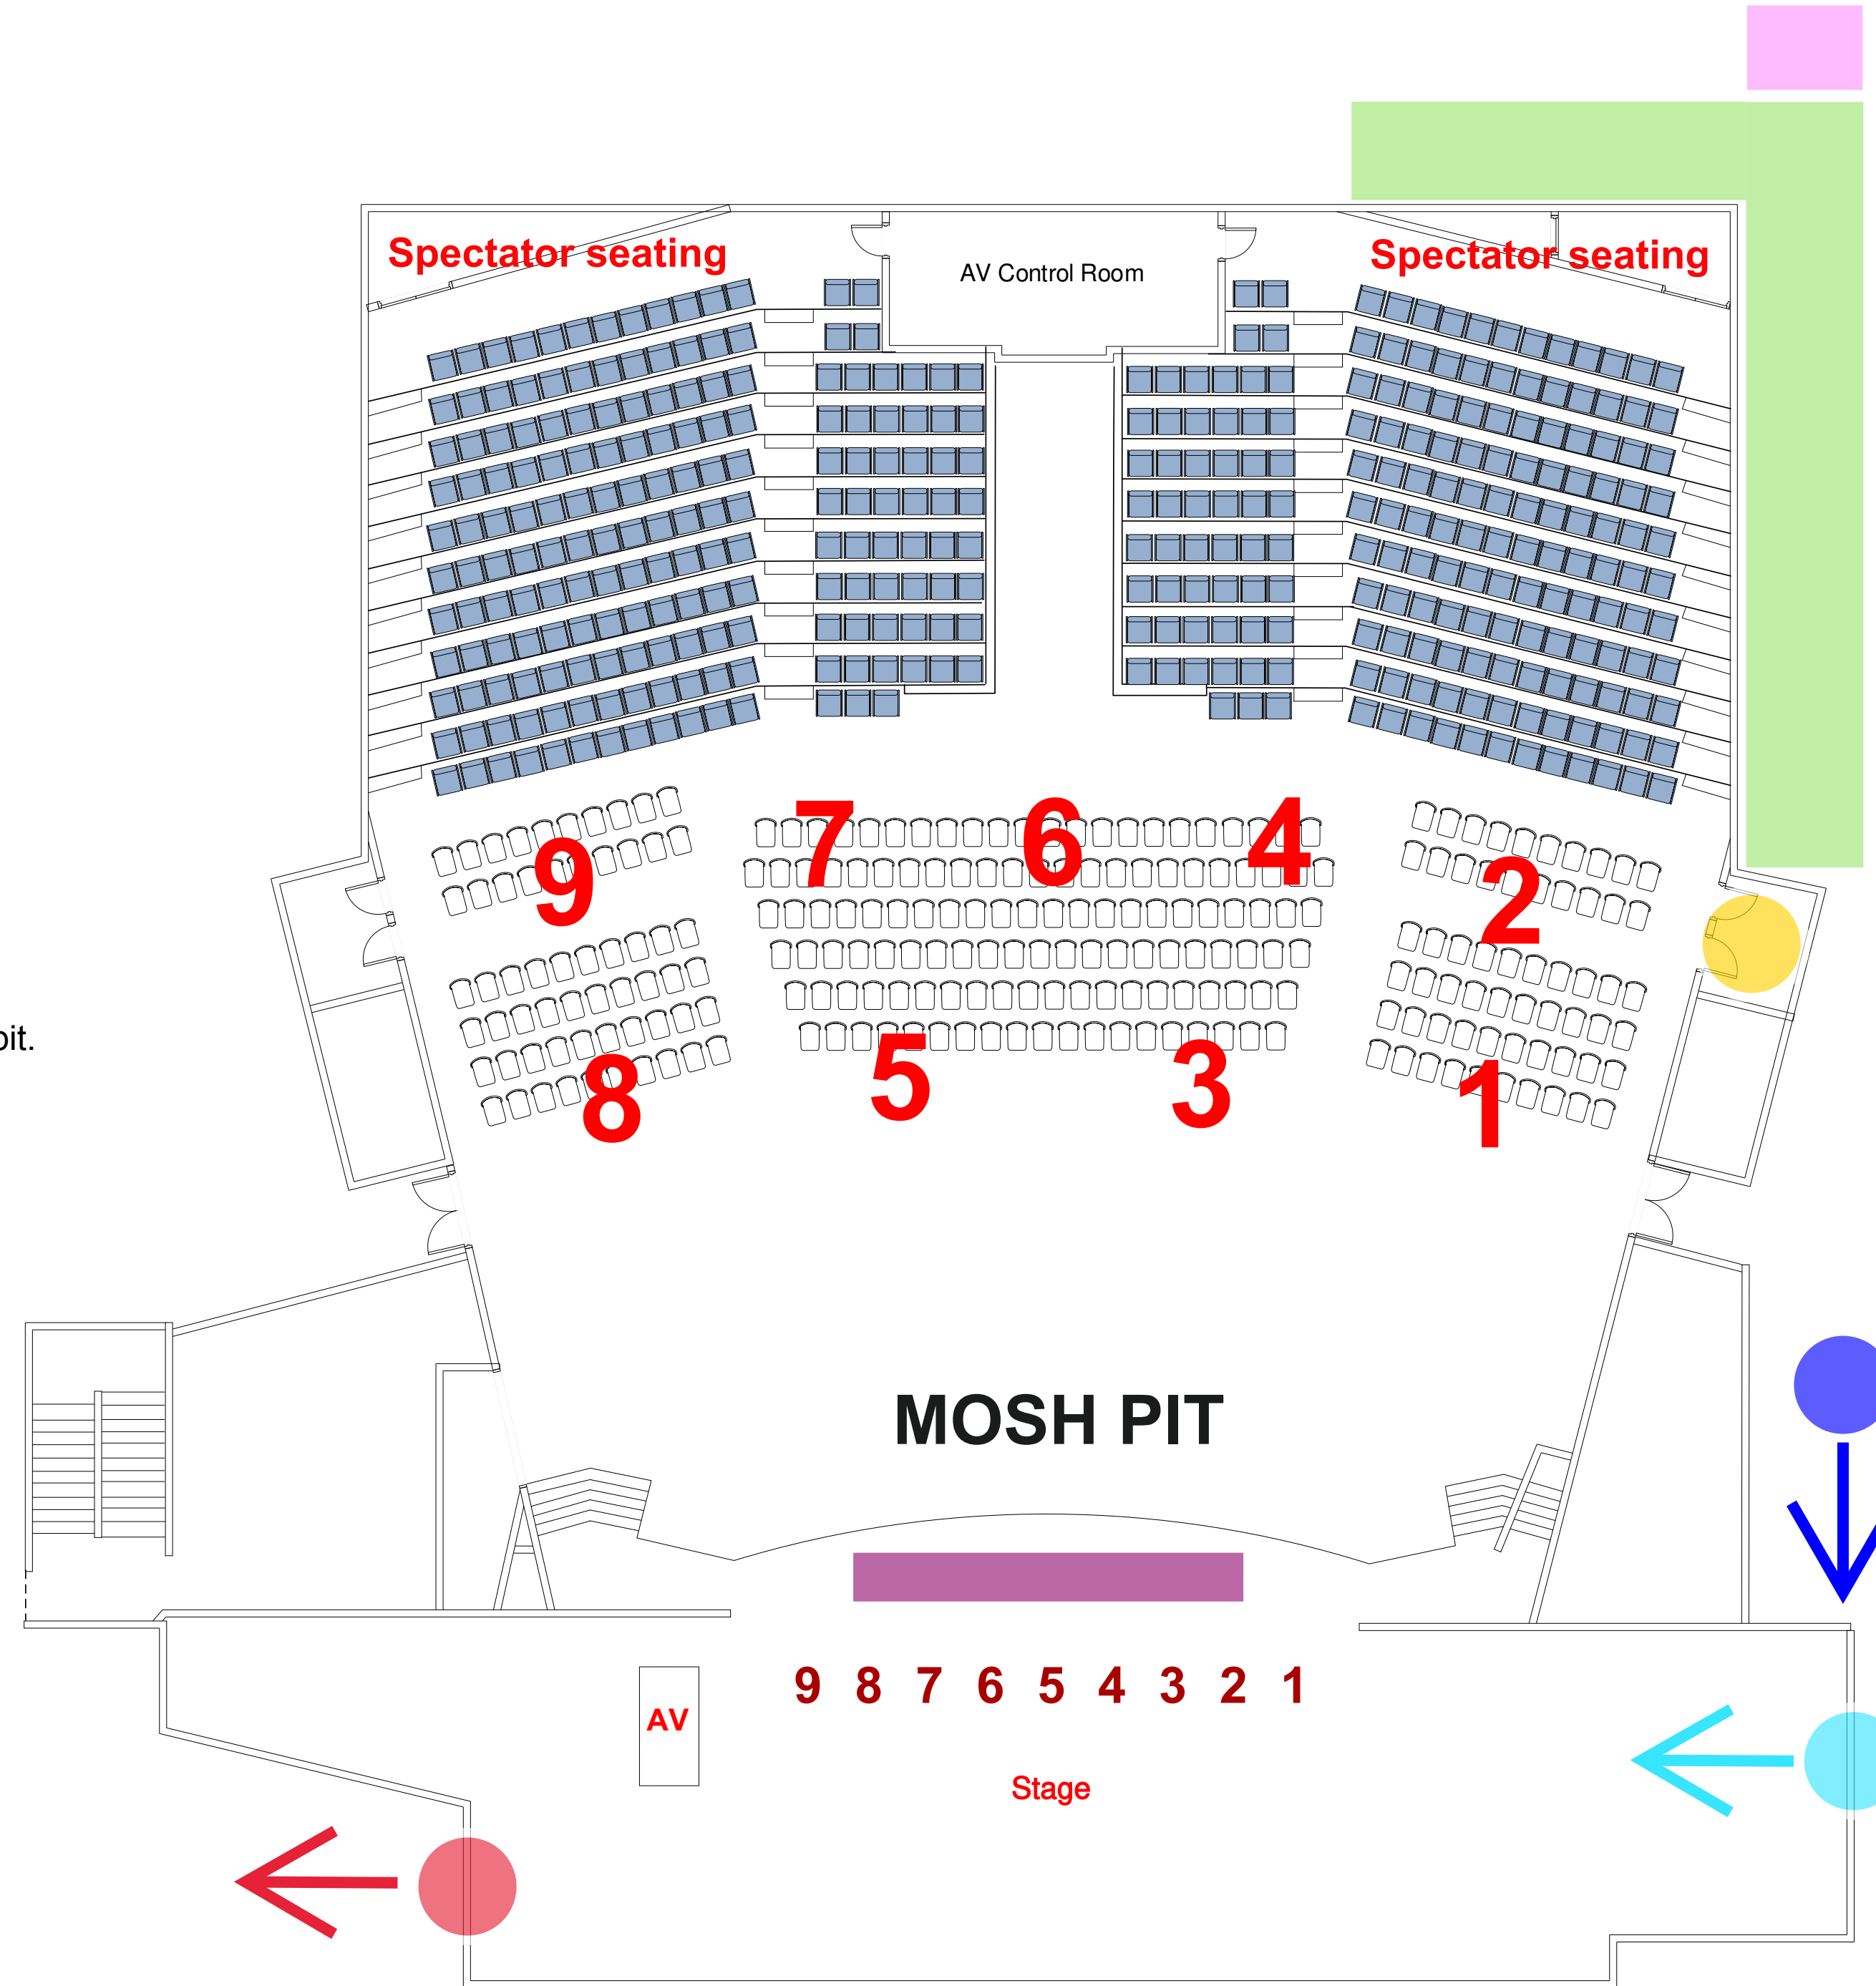 Spectator seating
AV Control Room
Spectator seating
7
6
4
9
2
pit.
5
3
8
1
MOSH PIT
9 8 7 6 5 4 3 2 1
AV
Stage